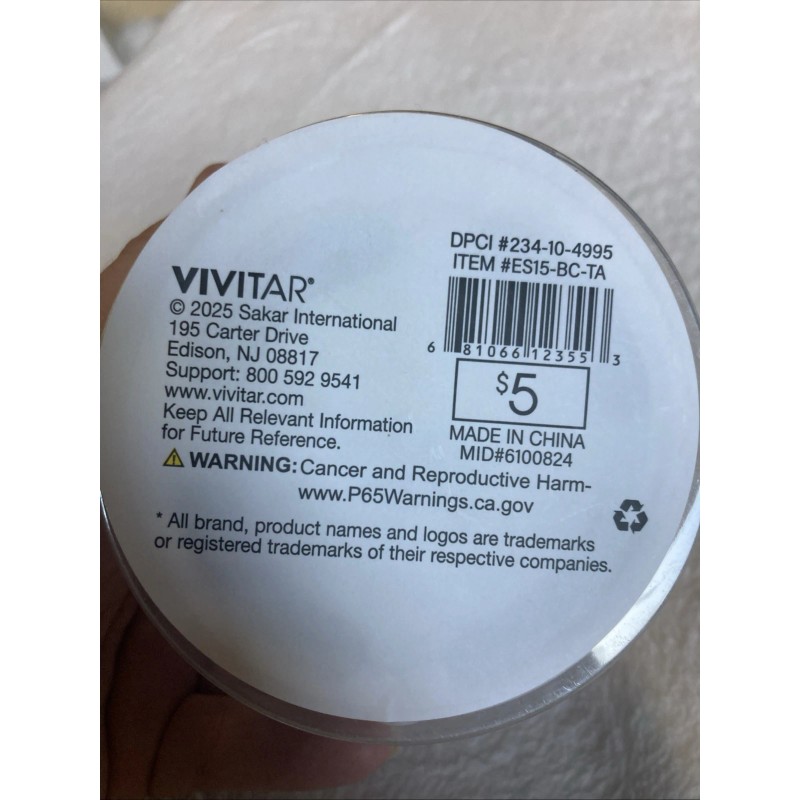 VIVITAR®
© 2025 Sakar International
195 Carter Drive
Edison, NJ 08817
Support: 800 592 9541
www.vivitar.com
Keep All Relevant Information
for Future Reference.
DPCI #234-10-4995
ITEM #ES15-BC-TA
6 81066 12355 3
$5
MADE IN CHINA
MID#6100824
WARNING: Cancer and Reproductive Harm-
www.P65Warnings.ca.gov
* All brand, product names and logos are trademarks
or registered trademarks of their respective companies.